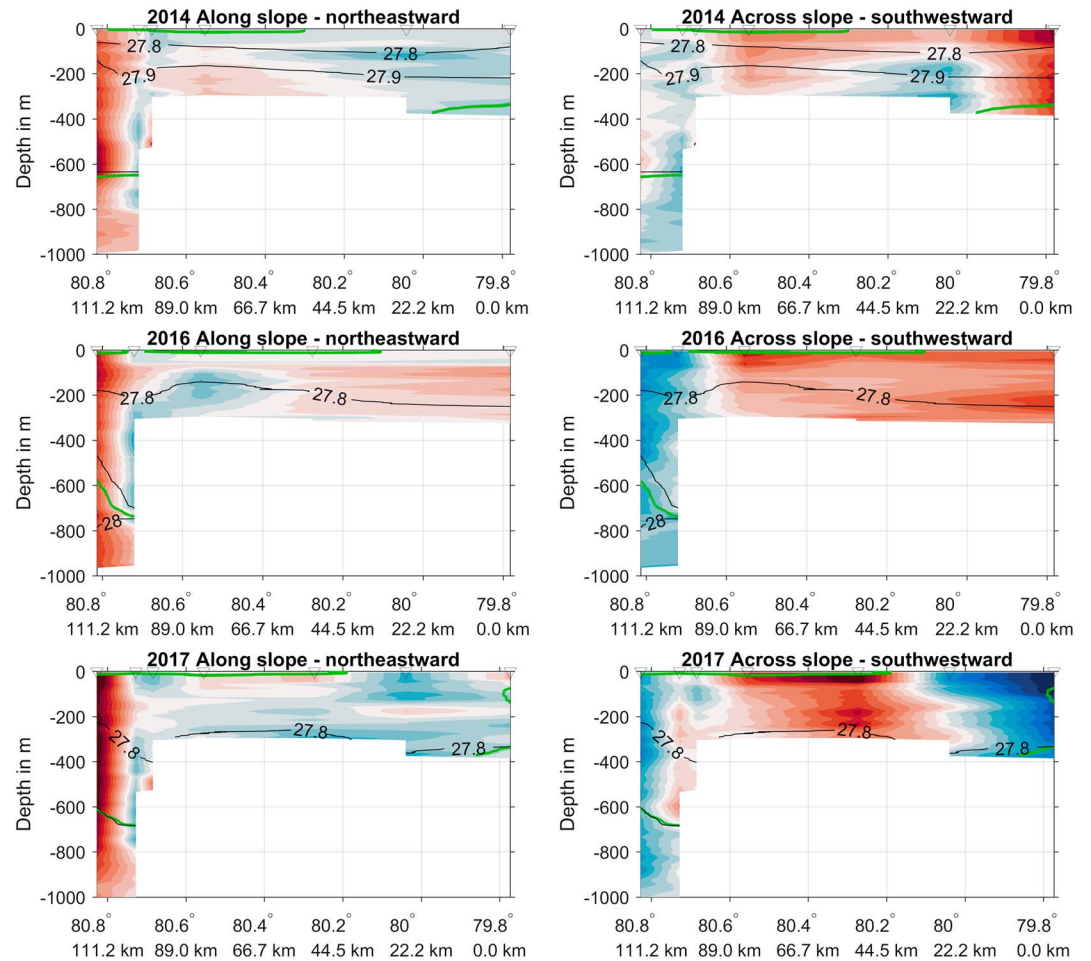 2014 Along slope - northeastward
2014 Across slope - southwestward
0
-200
-400
-600
-800
-1000
Depth in m
27.8
27.8
27.9
27.9
80.8° 80.6° 80.4° 80.2° 80° 79.8°
111.2 km 89.0 km 66.7 km 44.5 km 22.2 km 0.0 km
0
-200
-400
-600
-800
-1000
Depth in m
27.8
27.8
27.9
27.9
80.8° 80.6° 80.4° 80.2° 80° 79.8°
111.2 km 89.0 km 66.7 km 44.5 km 22.2 km 0.0 km
2016 Along slope - northeastward
2016 Across slope - southwestward
0
-200
-400
-600
-800
-1000
Depth in m
27.8
27.8
28
80.8° 80.6° 80.4° 80.2° 80° 79.8°
111.2 km 89.0 km 66.7 km 44.5 km 22.2 km 0.0 km
0
-200
-400
-600
-800
-1000
Depth in m
27.8
27.8
28
80.8° 80.6° 80.4° 80.2° 80° 79.8°
111.2 km 89.0 km 66.7 km 44.5 km 22.2 km 0.0 km
2017 Along slope - northeastward
2017 Across slope - southwestward
0
-200
-400
-600
-800
-1000
Depth in m
27.8
27.8
27.8
80.8° 80.6° 80.4° 80.2° 80° 79.8°
111.2 km 89.0 km 66.7 km 44.5 km 22.2 km 0.0 km
0
-200
-400
-600
-800
-1000
Depth in m
27.8
27.8
27.8
80.8° 80.6° 80.4° 80.2° 80° 79.8°
111.2 km 89.0 km 66.7 km 44.5 km 22.2 km 0.0 km